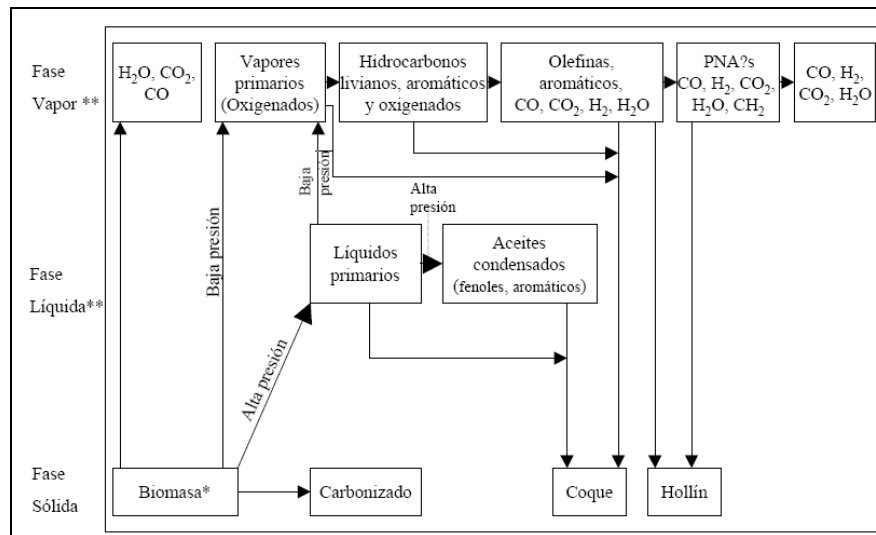 Fase
Vapor **
H₂O, CO₂,
CO
Vapores
primarios
(Oxigenados)
Hidrocarbonos
livianos, aromáticos
y oxigenados
Olefinas,
aromáticos,
CO, CO₂, H₂, H₂O
PNA?s
CO, H₂, CO₂,
H₂O, CH₂
CO, H₂,
CO₂, H₂O
Baja presión
Baja
presión
Alta
presión
Fase
Líquida**
Líquidos
primarios
Aceites
condensados
(fenoles, aromáticos)
Alta presión
Fase
Sólida
Biomasa*
Carbonizado
Coque
Hollín